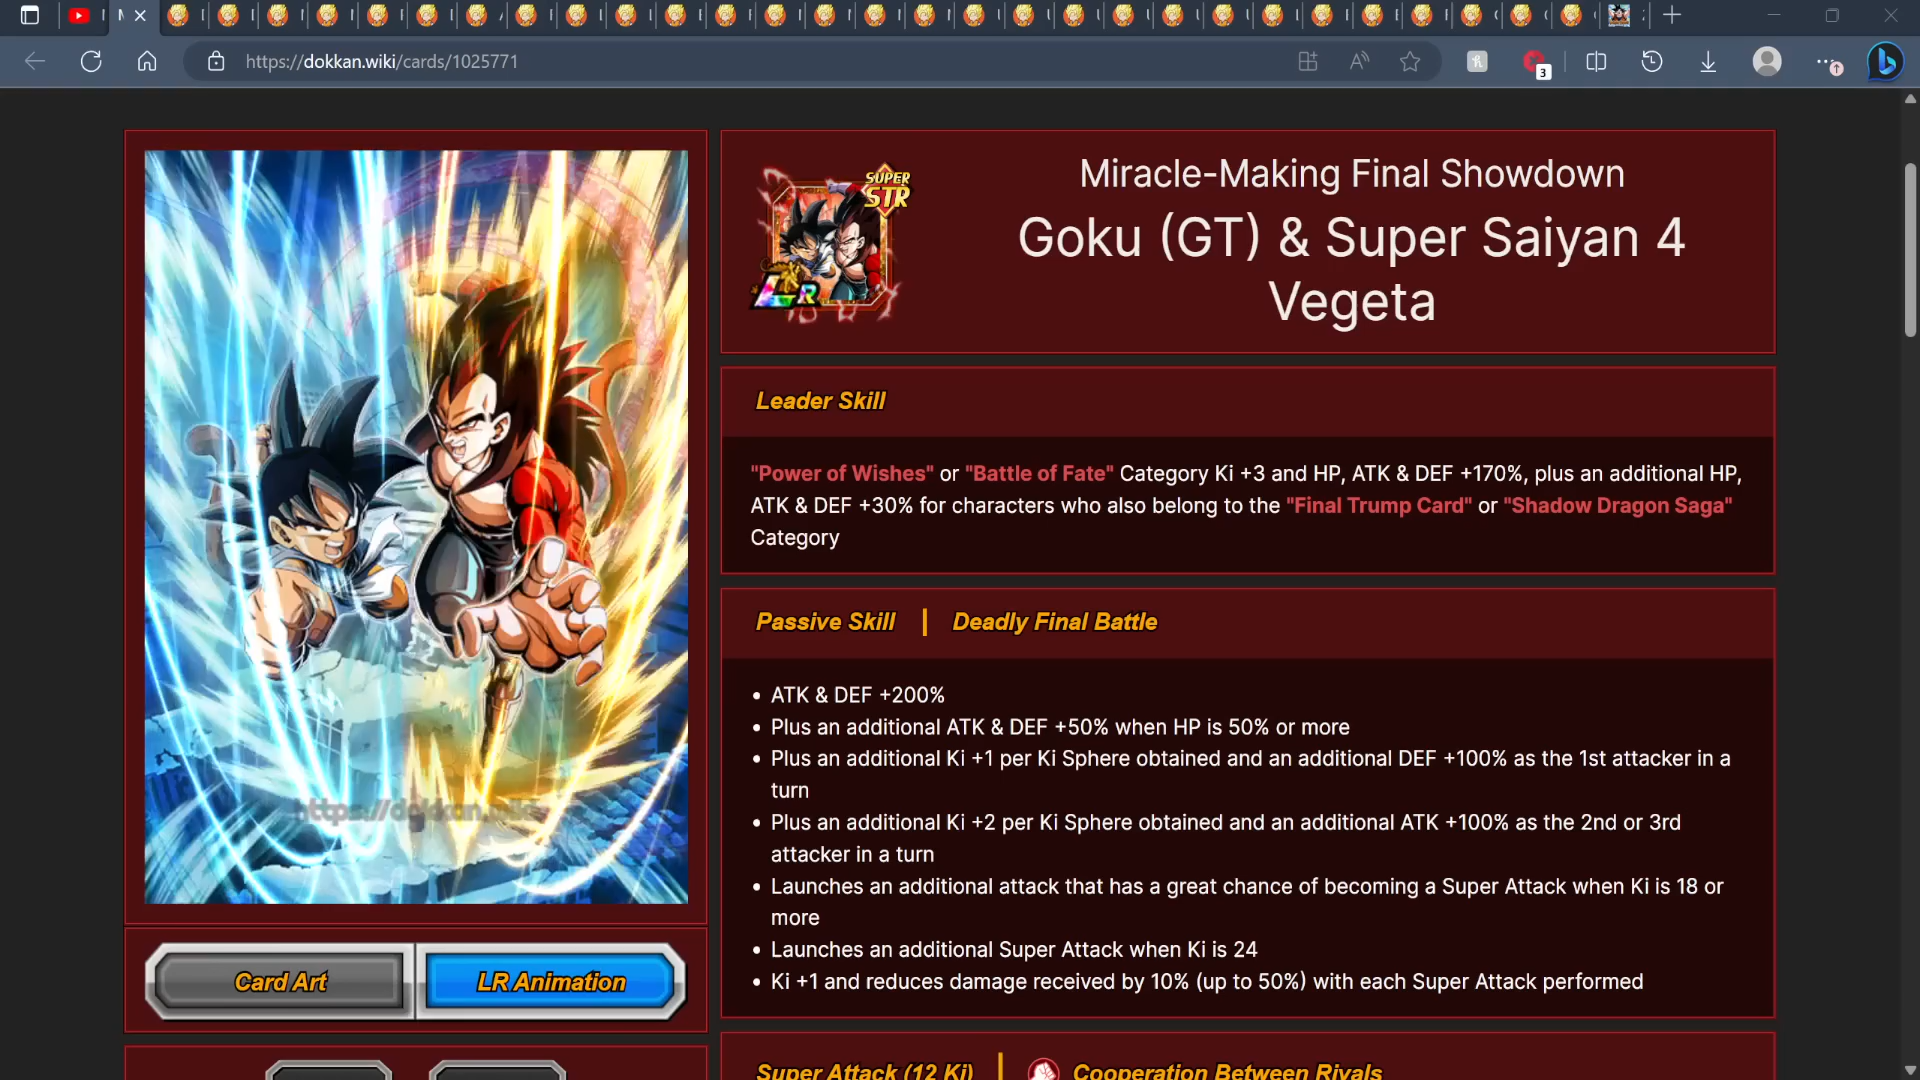 https://dokkan.wiki/cards/1025771
3
SUPER
STR
LR
Miracle-Making Final Showdown
Goku (GT) & Super Saiyan 4
Vegeta
Leader Skill
"Power of Wishes" or "Battle of Fate" Category Ki +3 and HP, ATK & DEF +170%, plus an additional HP,
ATK & DEF +30% for characters who also belong to the "Final Trump Card" or "Shadow Dragon Saga"
Category
Passive Skill | Deadly Final Battle
• ATK & DEF +200%
• Plus an additional ATK & DEF +50% when HP is 50% or more
• Plus an additional Ki +1 per Ki Sphere obtained and an additional DEF +100% as the 1st attacker in a
turn
• Plus an additional Ki +2 per Ki Sphere obtained and an additional ATK +100% as the 2nd or 3rd
attacker in a turn
• Launches an additional attack that has a great chance of becoming a Super Attack when Ki is 18 or
more
• Launches an additional Super Attack when Ki is 24
• Ki +1 and reduces damage received by 10% (up to 50%) with each Super Attack performed
https://dokkan.wiki
Card Art
LR Animation
Super Attack (12 Ki) | Cooperation Between Rivals